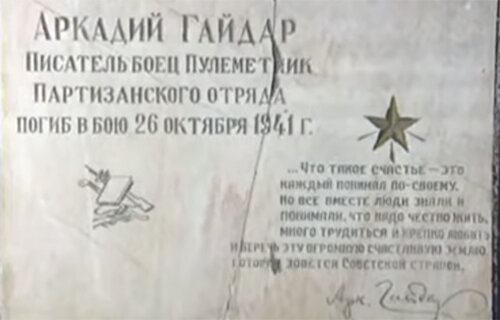 Аркадий Гайдар
Писатель боец Пулеметчик
Партизанского отряда
погиб в бою 26 октября 1941 г.
...Что такое счастье — это
каждый понимал по-своему.
Но все вместе люди знали и
понимали, что надо честно жить,
много трудиться и крепко любить
и беречь эту огромную счастливую землю,
которая зовется Советской страной.
Арк. Гайдар